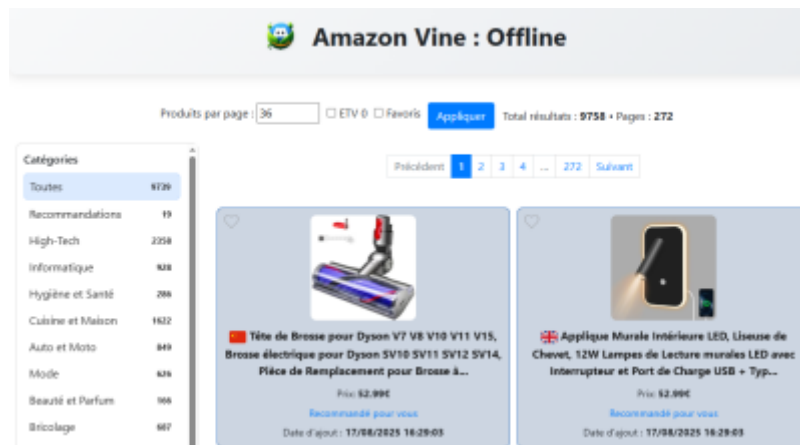 Amazon Vine : Offline
Produits par page : 36 ETV 0 Favoris Appliquer Total résultats : 9758 • Pages : 272
Catégories
Toutes 9739
Recommandations 19
High-Tech 2358
Informatique 928
Hygiène et Santé 286
Cuisine et Maison 1622
Auto et Moto 849
Mode 626
Beauté et Parfum 166
Bricolage 607
Précédent 1 2 3 4 ... 272 Suivant
Tête de Brosse pour Dyson V7 V8 V10 V11 V15,
Brosse électrique pour Dyson SV10 SV11 SV12 SV14,
Pièce de Remplacement pour Brosse à...
Prix: 52.99€
Recommandé pour vous
Date d'ajout : 17/08/2025 16:29:03
Applique Murale Intérieure LED, Liseuse de
Chevet, 12W Lampes de Lecture murales LED avec
Interrupteur et Port de Charge USB + Typ...
Prix: 52.99€
Recommandé pour vous
Date d'ajout : 17/08/2025 16:29:03